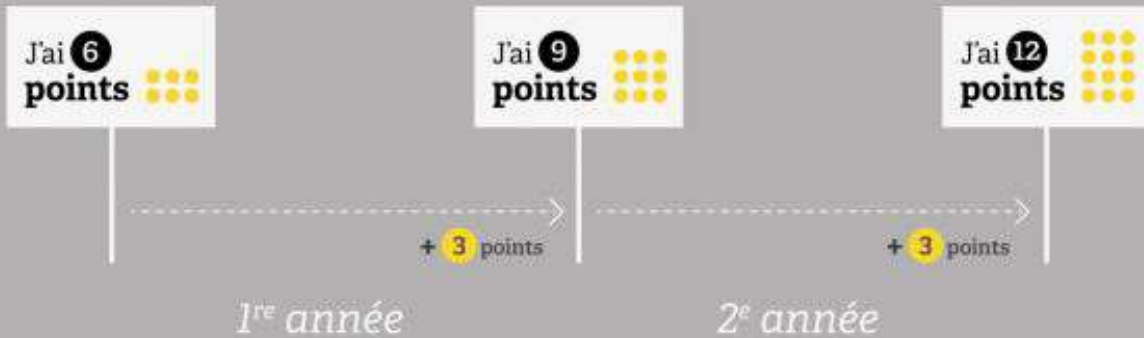 J'ai 6
points
J'ai 9
points
J'ai 12
points
+ 3 points
+ 3 points
1re année
2e année